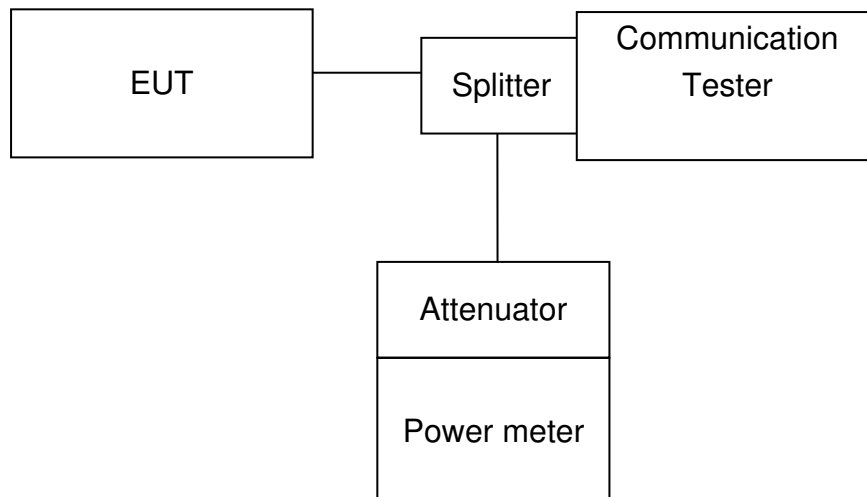 EUT
Splitter
Communication
Tester
Attenuator
Power meter